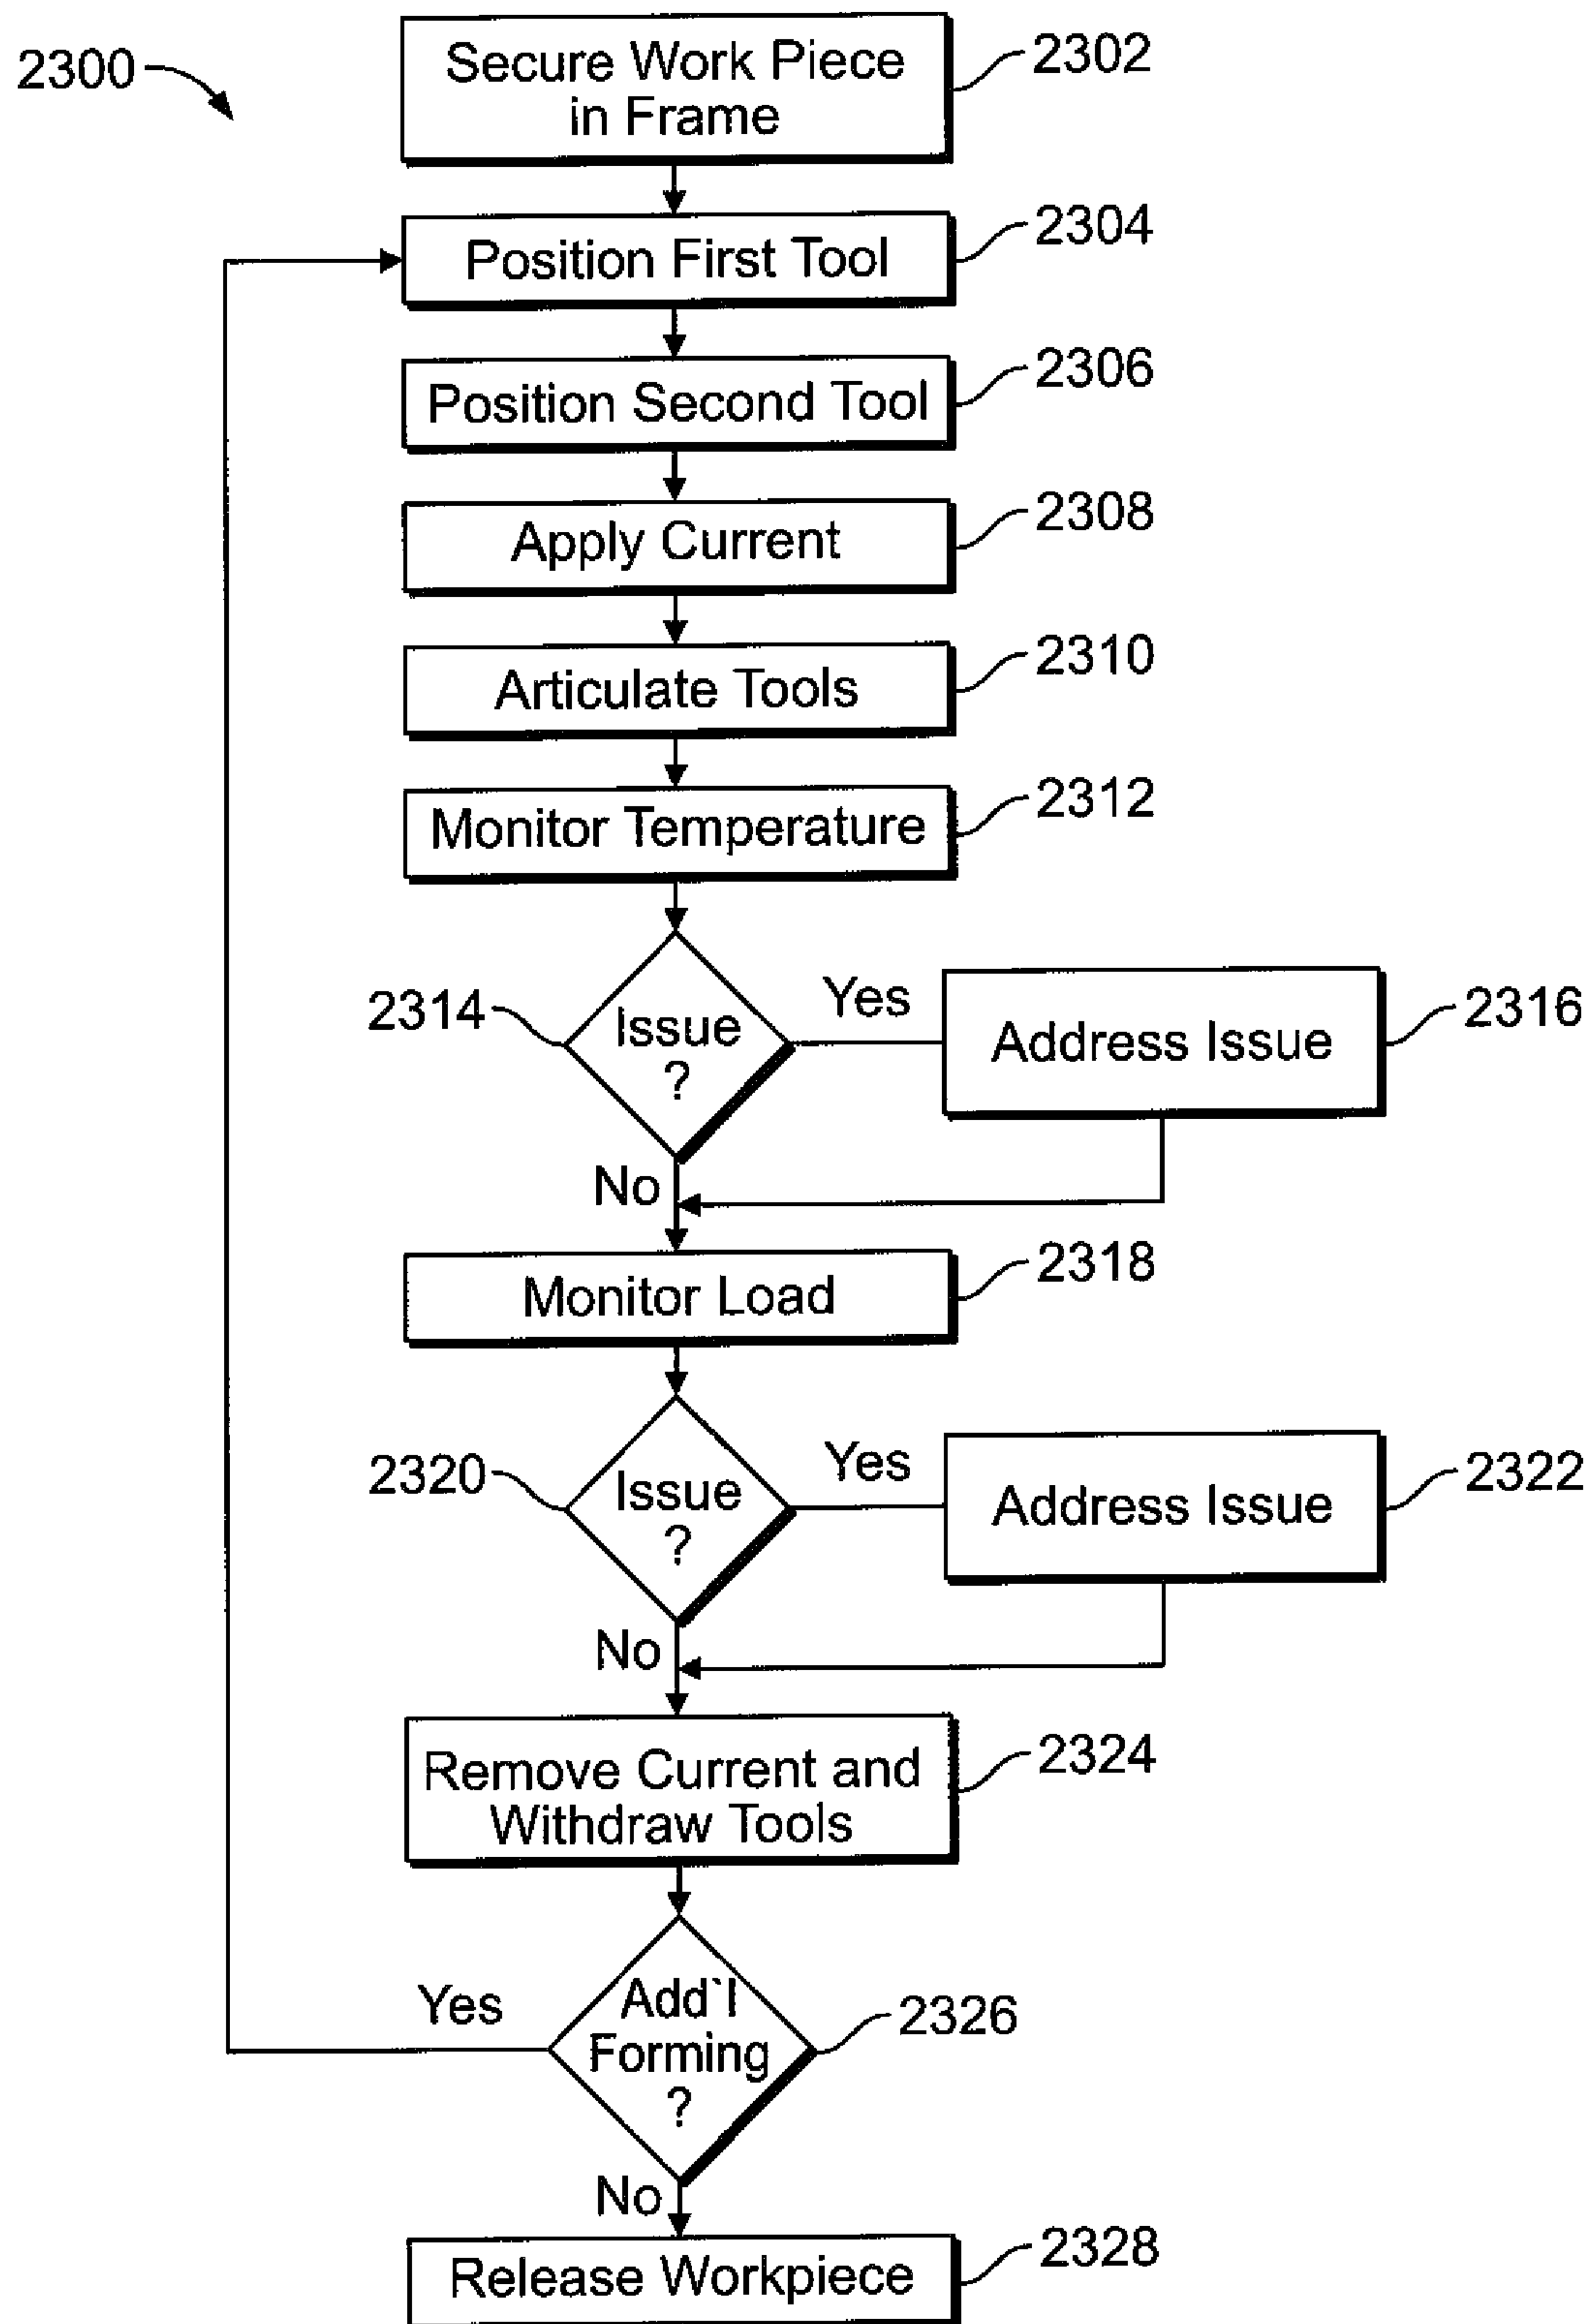 2300
Secure Work Piece
in Frame
2302
Position First Tool
2304
Position Second Tool
2306
Apply Current
2308
Articulate Tools
2310
Monitor Temperature
2312
2314
Issue
?
Yes
Address Issue
2316
No
Monitor Load
2318
2320
Issue
?
Yes
Address Issue
2322
No
Remove Current and
Withdraw Tools
2324
Yes
Add`l
Forming
?
2326
No
Release Workpiece
2328